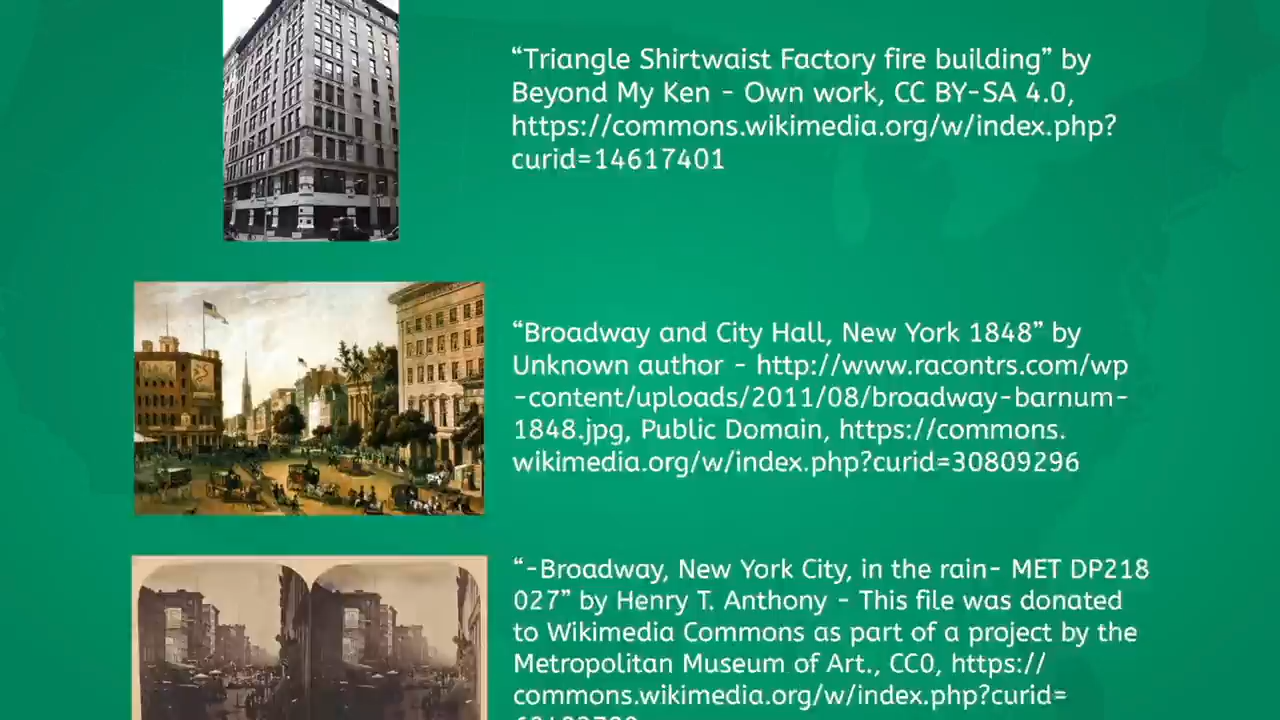 “Triangle Shirtwaist Factory fire building” by
Beyond My Ken - Own work, CC BY-SA 4.0,
https://commons.wikimedia.org/w/index.php?
curid=14617401
“Broadway and City Hall, New York 1848” by
Unknown author - http://www.racontrs.com/wp
-content/uploads/2011/08/broadway-barnum-
1848.jpg, Public Domain, https://commons.
wikimedia.org/w/index.php?curid=30809296
“-Broadway, New York City, in the rain- MET DP218
027” by Henry T. Anthony - This file was donated
to Wikimedia Commons as part of a project by the
Metropolitan Museum of Art., CC0, https://
commons.wikimedia.org/w/index.php?curid=